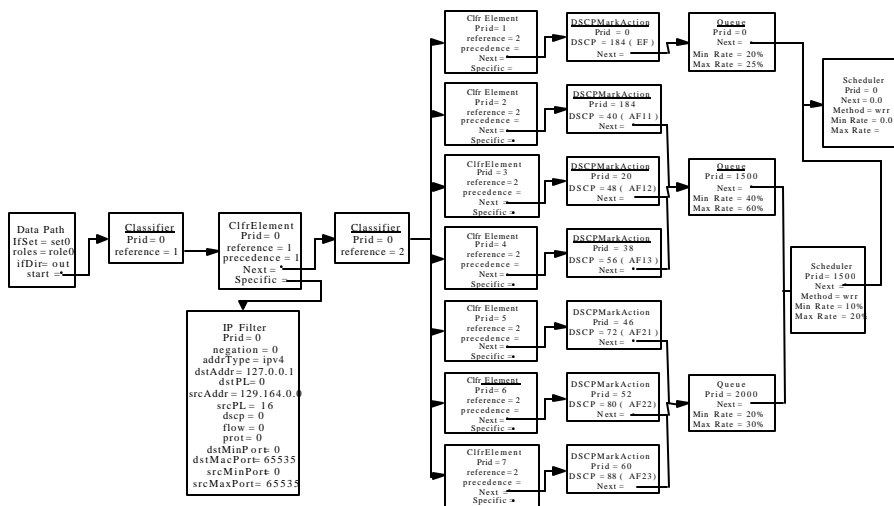 Data Path
IfSet = set0
roles = role0
ifDir= out
start =
Classifier
Prid= 0
reference = 1
ClfrElement
Prid= 0
reference = 1
precedence = 1
Next =
Specific =
IP Filter
Prid= 0
negation = 0
addrType = ipv4
dstAddr = 127.0.0.1
dstPL= 0
srcAddr = 129.164.0.0
srcPL = 16
dscp = 0
flow = 0
prot = 0
dstMinPort= 0
dstMacPort= 65535
srcMinPort= 0
srcMaxPort= 65535
Classifier
Prid= 0
reference = 2
Clfr Element
Prid= 1
reference = 2
precedence =
Next =
Specific =
Clfr Element
Prid= 2
reference = 2
precedence =
Next =
Specific =
ClfrElement
Prid = 3
reference =2
precedence =
Next =
Specific =
Clfr Element
Prid= 4
reference = 2
precedence =
Next =
Specific =
Clfr Element
Prid= 5
reference = 2
precedence =
Next =
Specific =
Clfr Element
Prid= 6
reference = 2
precedence =
Next =
Specific =
ClfrElement
Prid = 7
reference =2
precedence =
Next =
Specific =
DSCPMarkAction
Prid = 0
DSCP = 184 ( EF)
Next =
DSCPMarkAction
Prid = 184
DSCP = 40 ( AF11)
Next =
DSCPMarkAction
Prid = 20
DSCP = 48 ( AF12)
Next =
DSCPMarkAction
Prid = 38
DSCP = 56 ( AF13)
Next =
DSCPMarkAction
Prid = 46
DSCP = 72 ( AF21)
Next =
DSCPMarkAction
Prid = 52
DSCP = 80 ( AF22)
Next =
DSCPMarkAction
Prid = 60
DSCP = 88 ( AF23)
Next =
Queue
Prid = 0
Next =
Min Rate = 20%
Max Rate = 25%
Queue
Prid = 1500
Next =
Min Rate = 40%
Max Rate = 60%
Queue
Prid = 2000
Next =
Min Rate = 20%
Max Rate = 30%
Scheduler
Prid = 0
Next = 0.0
Method = wrr
Min Rate = 0.0
Max Rate =
Scheduler
Prid= 1500
Next =
Method = wrr
Min Rate = 10%
Max Rate = 20%